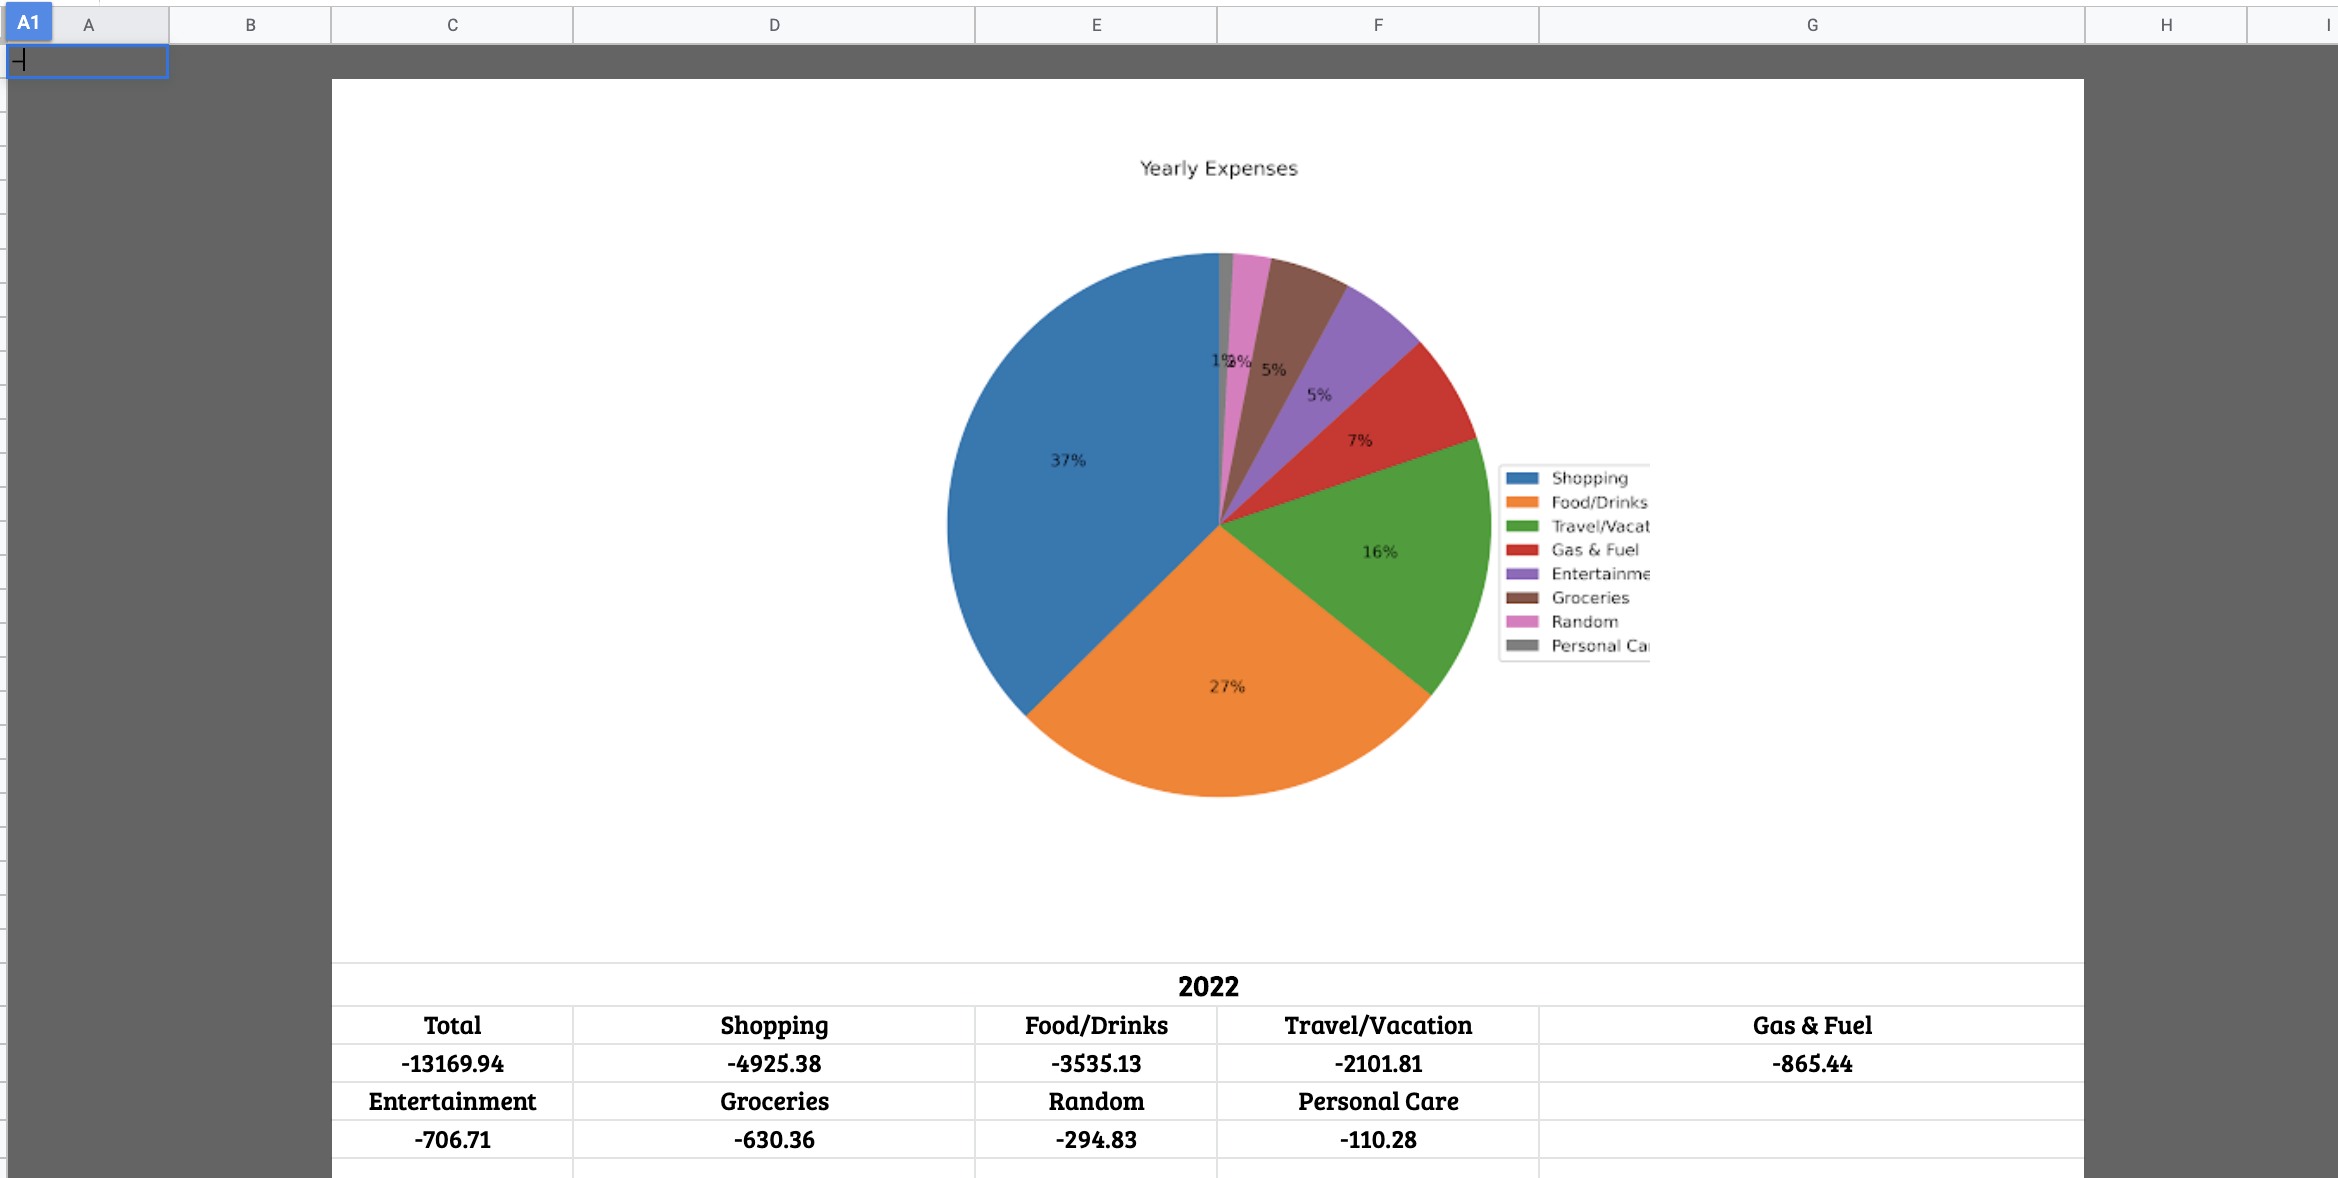 A1
A B C D E F G H I
Yearly Expenses
1% 2% 5%
5%
7%
37%
16%
27%
Shopping
Food/Drinks
Travel/Vacat
Gas & Fuel
Entertainme
Groceries
Random
Personal Ca
2022
Total Shopping Food/Drinks Travel/Vacation Gas & Fuel
-13169.94 -4925.38 -3535.13 -2101.81 -865.44
Entertainment Groceries Random Personal Care
-706.71 -630.36 -294.83 -110.28